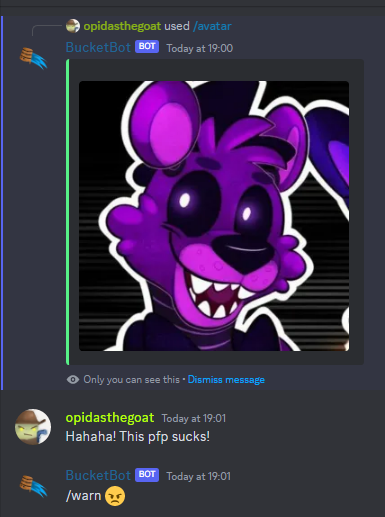 opidasthegoat used /avatar
BucketBot BOT Today at 19:00
Only you can see this • Dismiss message
opidasthegoat Today at 19:01
Hahaha! This pfp sucks!
BucketBot BOT Today at 19:01
/warn 😠